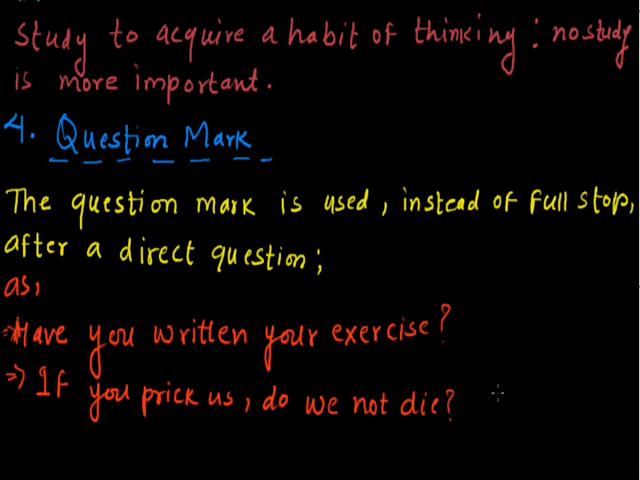 Study to acquire a habit of thinking : no study
is more important.
4. Question Mark
The question mark is used, instead of full stop,
after a direct question;
as,
⇒ Have you written your exercise?
⇒ If you prick us, do we not die?